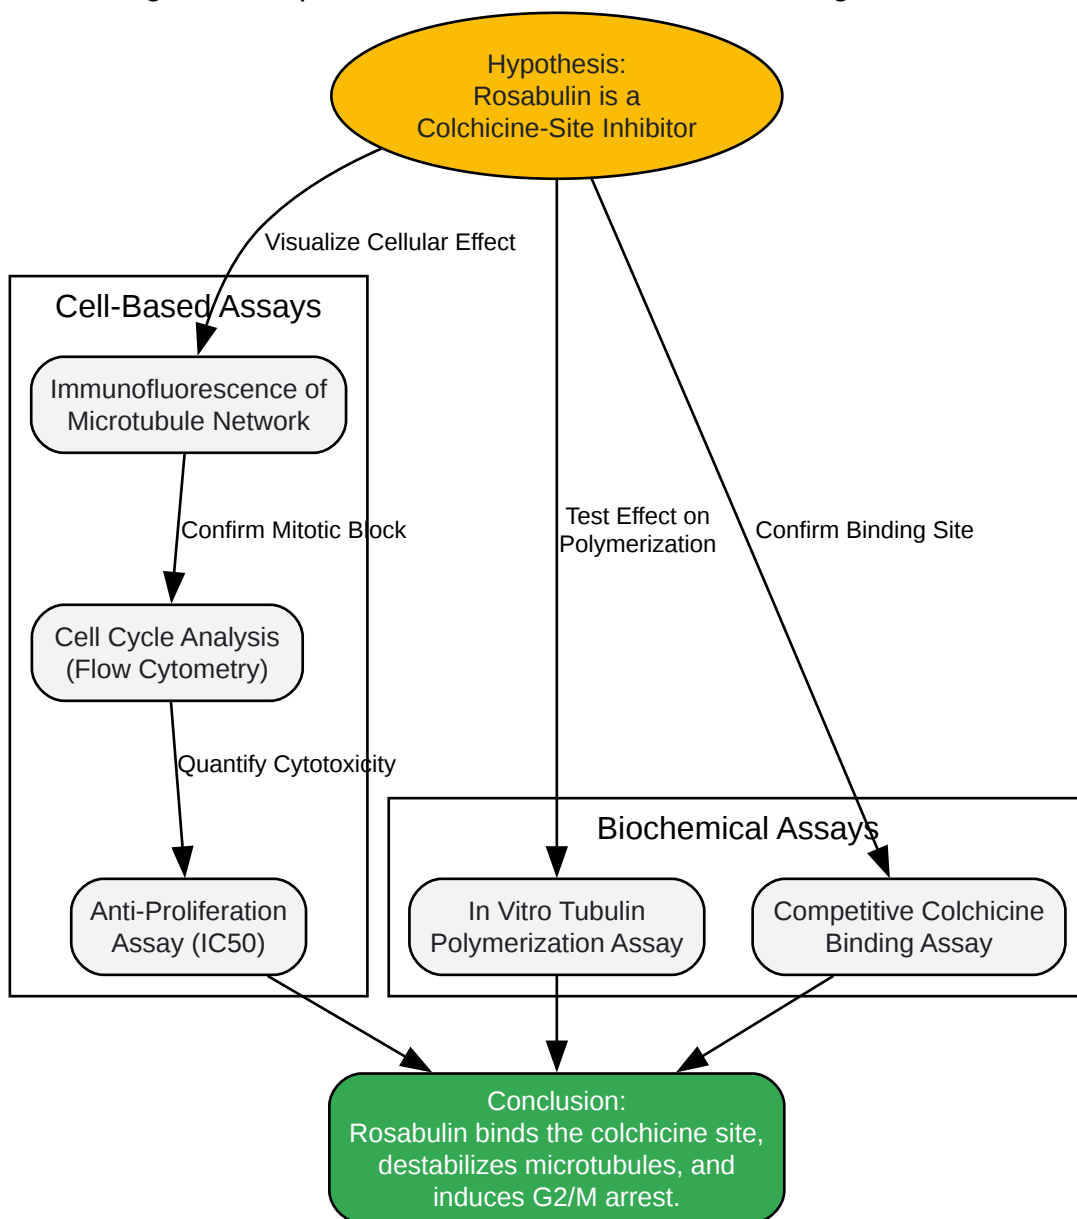 Hypothesis:
Rosabulin is a
Colchicine-Site Inhibitor
Visualize Cellular Effect
Cell-Based Assays
Immunofluorescence of
Microtubule Network
Confirm Mitotic Block
Test Effect on
Polymerization
Confirm Binding Site
Cell Cycle Analysis
(Flow Cytometry)
Quantify Cytotoxicity
Biochemical Assays
Anti-Proliferation
Assay (IC50)
In Vitro Tubulin
Polymerization Assay
Competitive Colchicine
Binding Assay
Conclusion:
Rosabulin binds the colchicine site,
destabilizes microtubules, and
induces G2/M arrest.